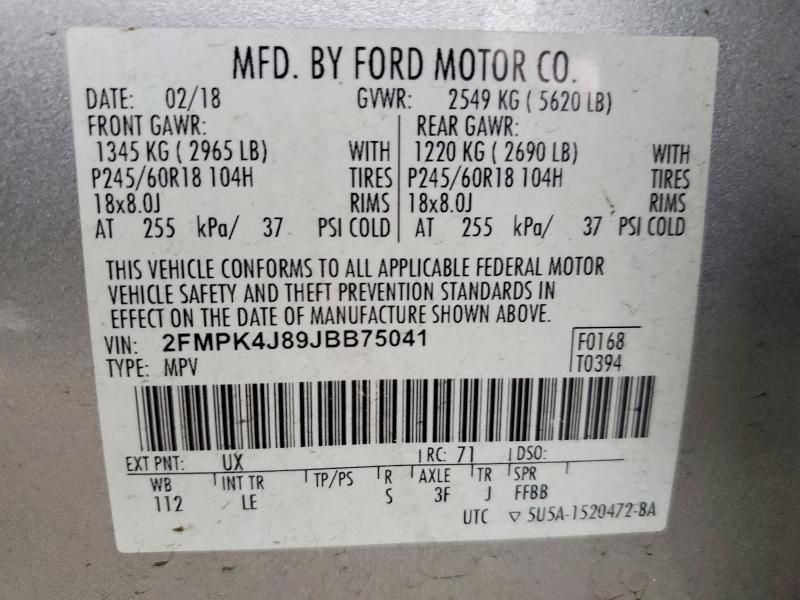 MFD. BY FORD MOTOR CO.
DATE: 02/18 GVWR: 2549 KG ( 5620 LB)
FRONT GAWR: REAR GAWR:
1345 KG ( 2965 LB) WITH 1220 KG ( 2690 LB) WITH
P245/60R18 104H TIRES P245/60R18 104H TIRES
18x8.0J RIMS 18x8.0J RIMS
AT 255 kPa/ 37 PSI COLD AT 255 kPa/ 37 PSI COLD
THIS VEHICLE CONFORMS TO ALL APPLICABLE FEDERAL MOTOR
VEHICLE SAFETY AND THEFT PREVENTION STANDARDS IN
EFFECT ON THE DATE OF MANUFACTURE SHOWN ABOVE.
VIN: 2FMPK4J89JBB75041 F0168
TYPE: MPV T0394
EXT PNT: UX RC: 71 DSO:
WB INT TR TP/PS R AXLE TR SPR
112 LE S 3F J FFBB
UTC ▽ 5U5A-1520472-BA